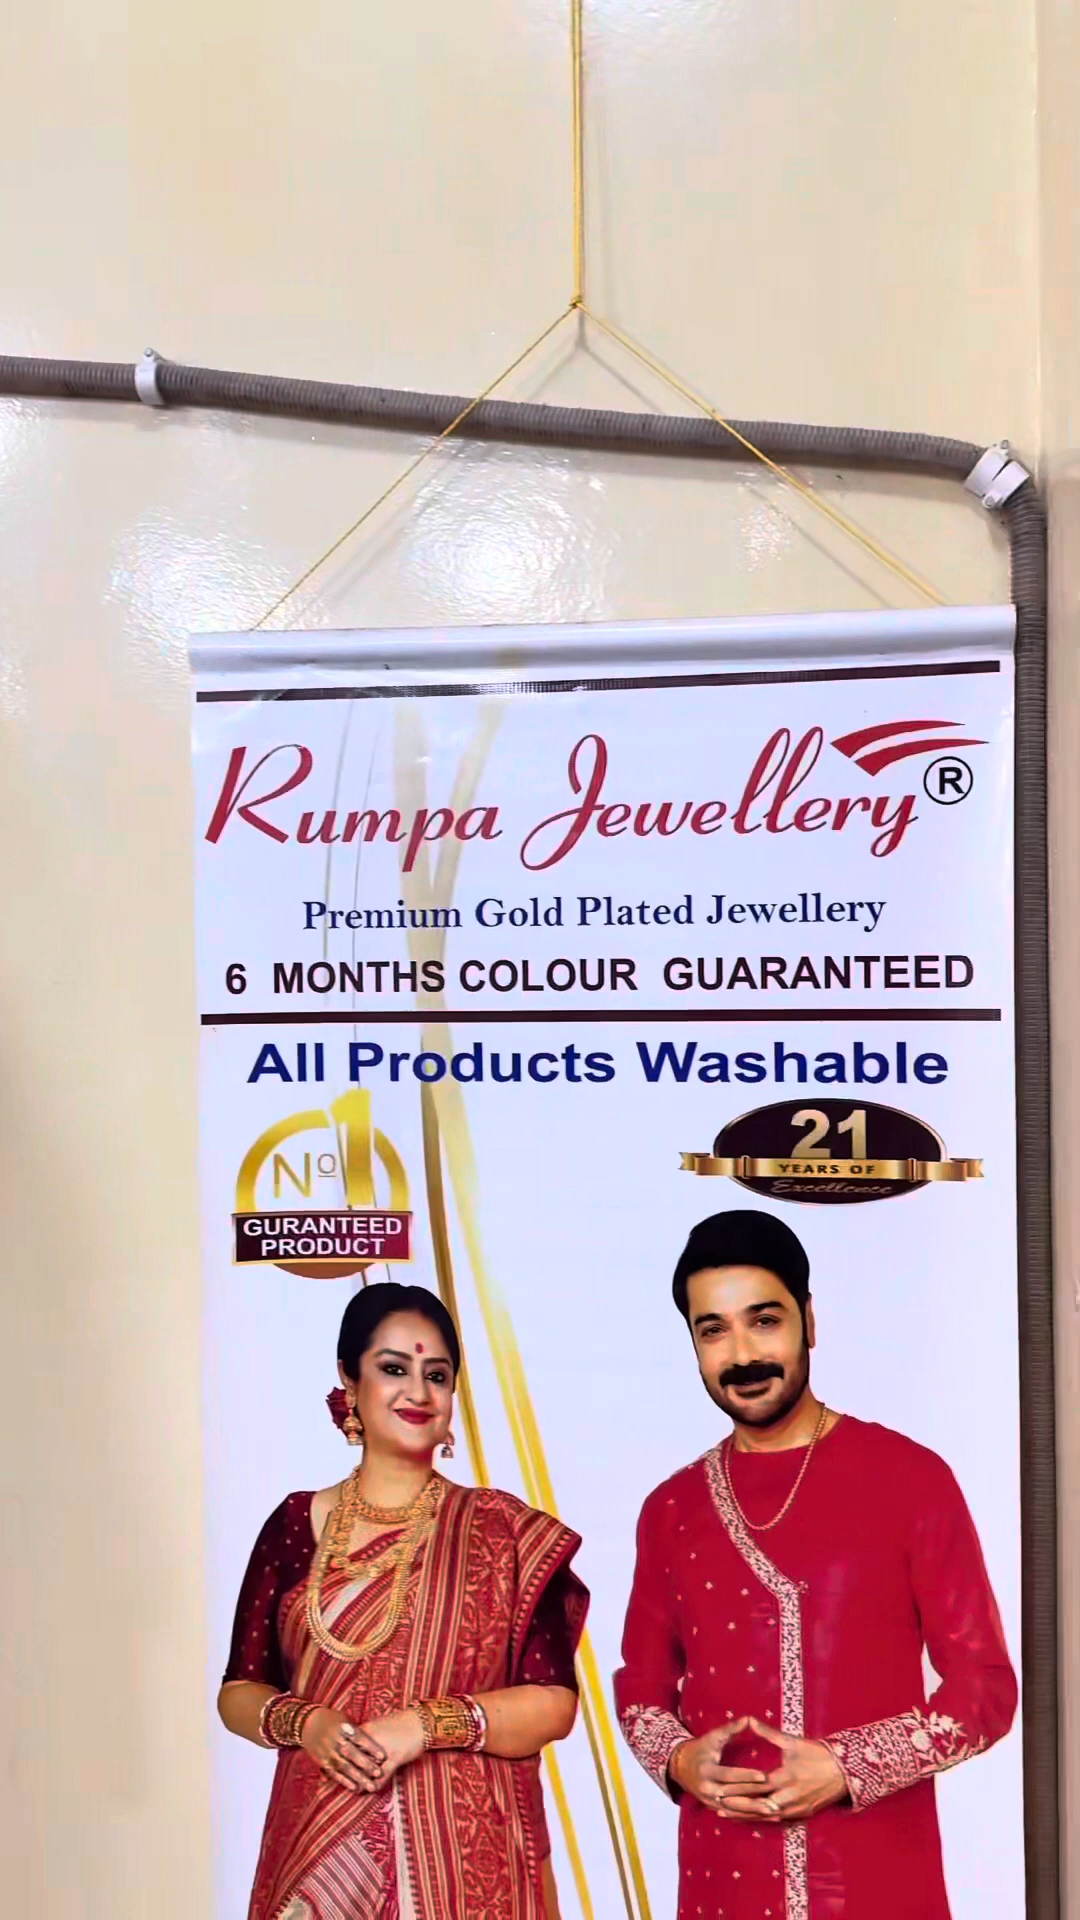 Rumpa Jewellery ®
Premium Gold Plated Jewellery
6 MONTHS COLOUR GUARANTEED
All Products Washable
Nº 1
GURANTEED
PRODUCT
21
YEARS OF
Excellence